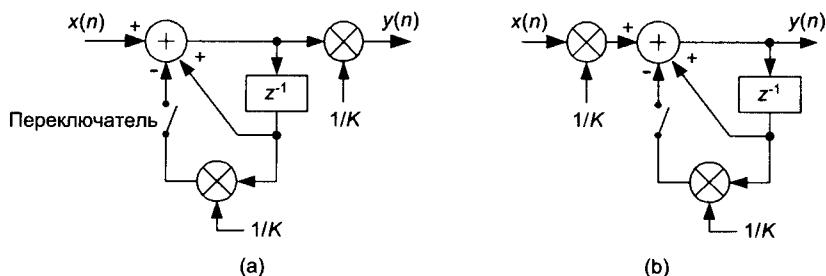 x(n)
+
+
+
-
y(n)
z⁻¹
1/K
Переключатель
1/K
(a)
x(n)
+
+
+
-
y(n)
1/K
z⁻¹
1/K
(b)